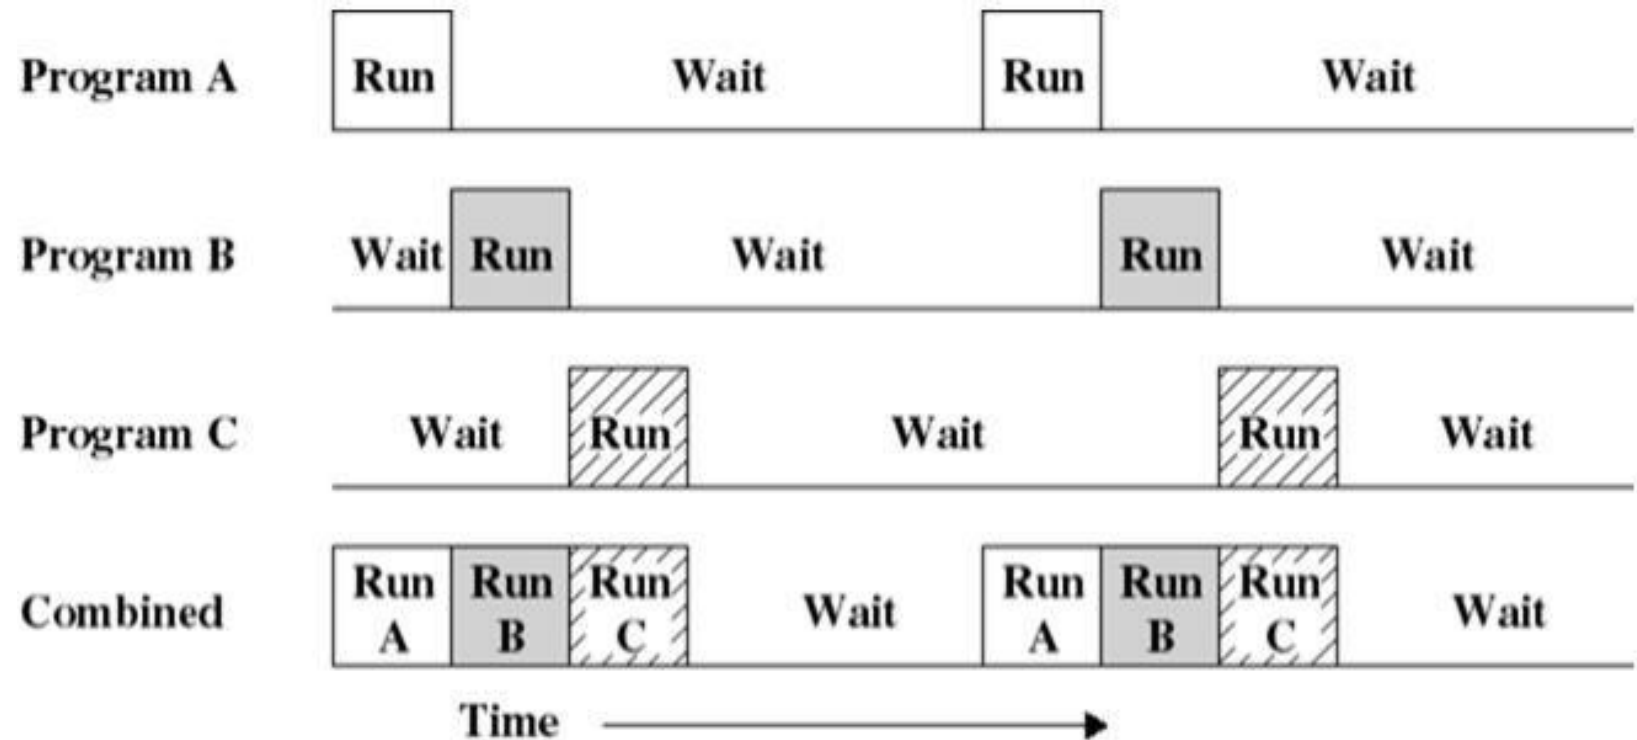 Program A Run Wait Run Wait
Program B Wait Run Wait Run Wait
Program C Wait Run Wait Run Wait
Combined Run A Run B Run C Wait Run A Run B Run C Wait
Time